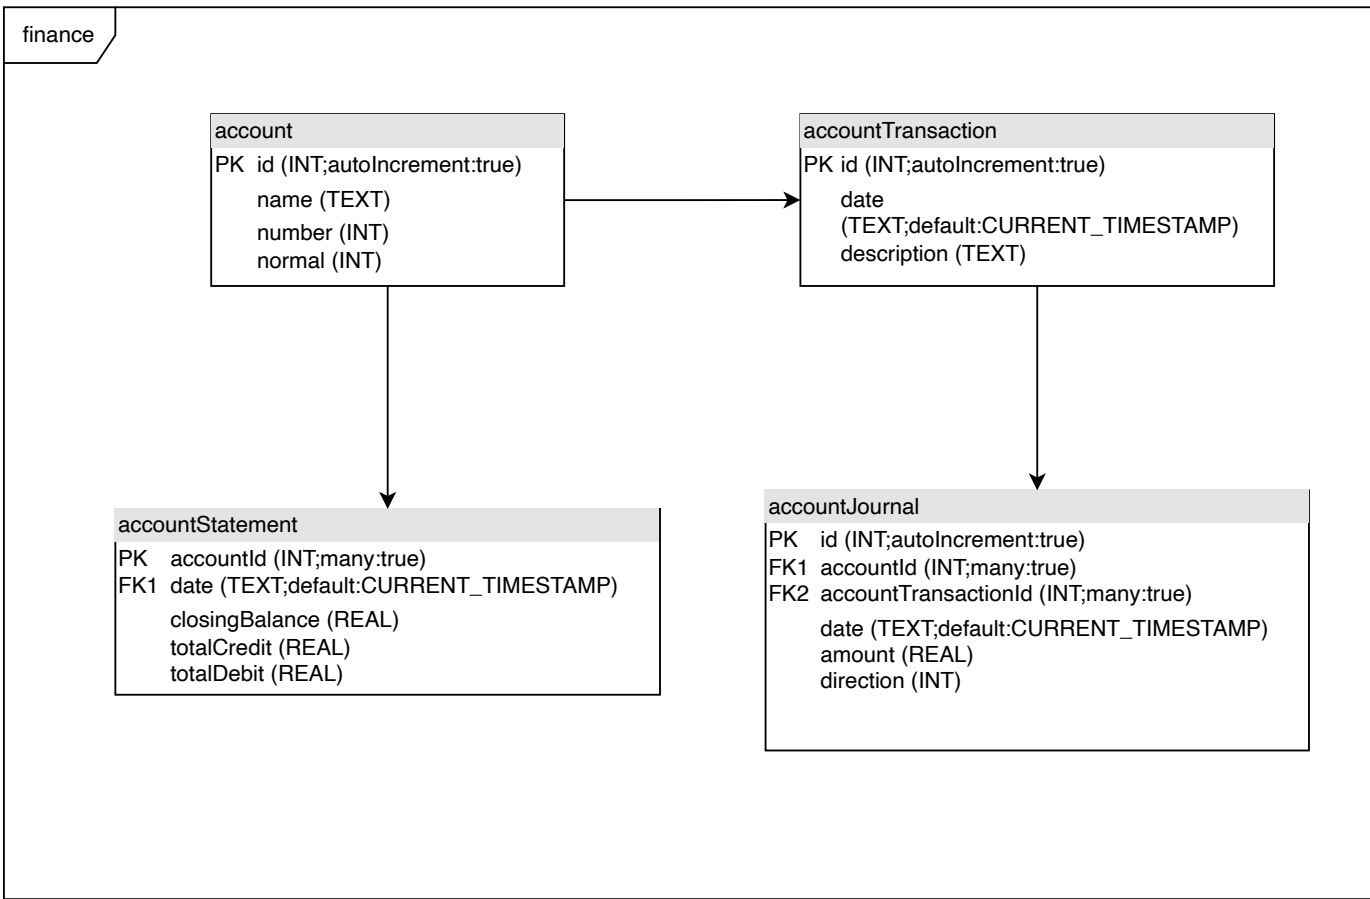 finance
account
PK id (INT;autoIncrement:true)
name (TEXT)
number (INT)
normal (INT)
accountTransaction
PK id (INT;autoIncrement:true)
date
(TEXT;default:CURRENT_TIMESTAMP)
description (TEXT)
accountStatement
PK accountId (INT;many:true)
FK1 date (TEXT;default:CURRENT_TIMESTAMP)
closingBalance (REAL)
totalCredit (REAL)
totalDebit (REAL)
accountJournal
PK id (INT;autoIncrement:true)
FK1 accountId (INT;many:true)
FK2 accountTransactionId (INT;many:true)
date (TEXT;default:CURRENT_TIMESTAMP)
amount (REAL)
direction (INT)